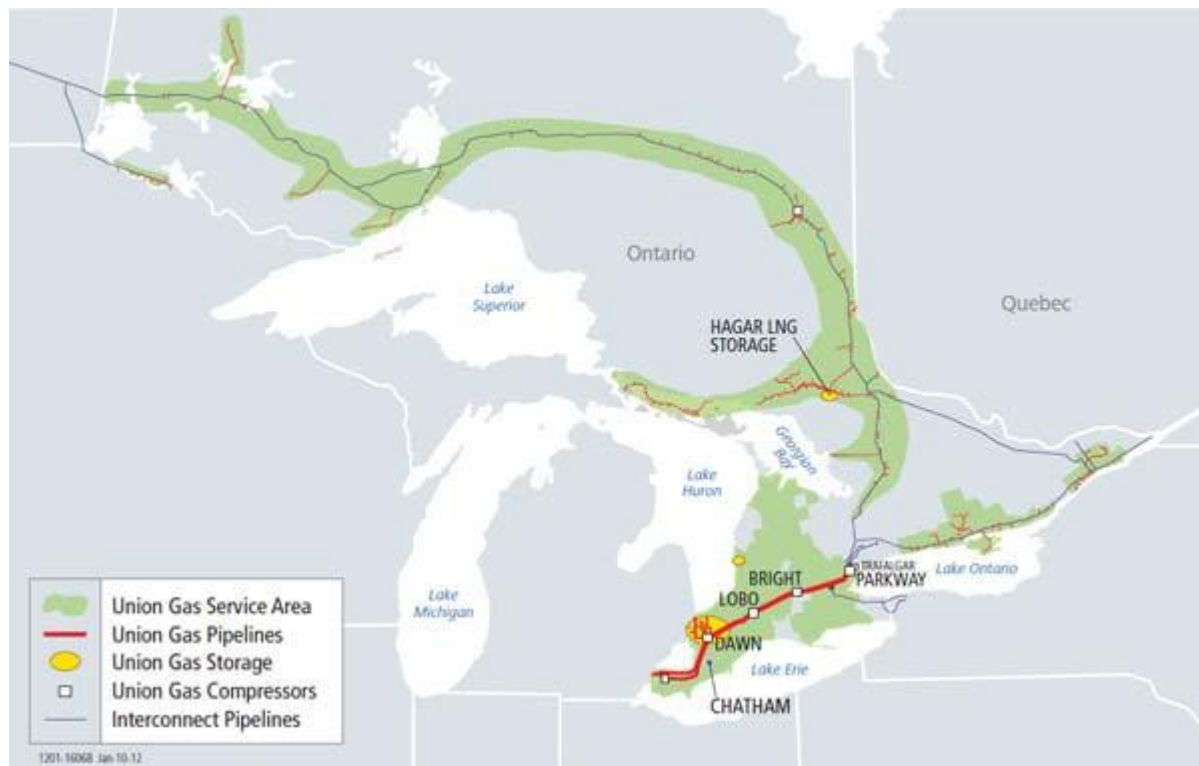 Ontario
Quebec
Lake
Superior
HAGAR LNG
STORAGE
Georgian
Bay
Lake
Huron
TRAFALGAR
PARKWAY
Lake Ontario
BRIGHT
LOBO
Lake
Michigan
DAWN
Lake Erie
CHATHAM
Union Gas Service Area
Union Gas Pipelines
Union Gas Storage
Union Gas Compressors
Interconnect Pipelines
1201-16068 Jan-10-12